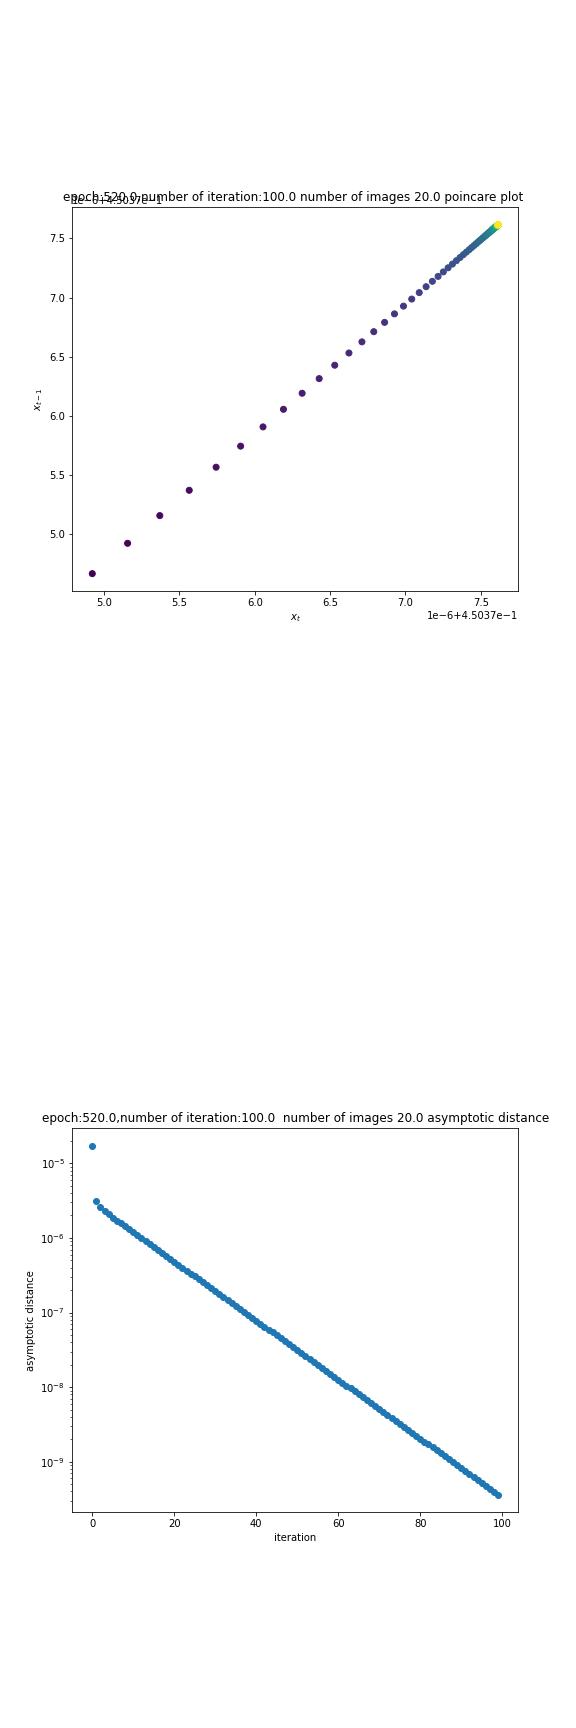 epoch:520.0,number of iteration:100.0 number of images 20.0 poincare plot
1e−6+4.5037e−1
7.5
7.0
6.5
6.0
5.5
5.0
x_{t−1}
5.0 5.5 6.0 6.5 7.0 7.5
x_t
1e−6+4.5037e−1
epoch:520.0,number of iteration:100.0  number of images 20.0 asymptotic distance
10^{−5}
10^{−6}
10^{−7}
10^{−8}
10^{−9}
asymptotic distance
0 20 40 60 80 100
iteration